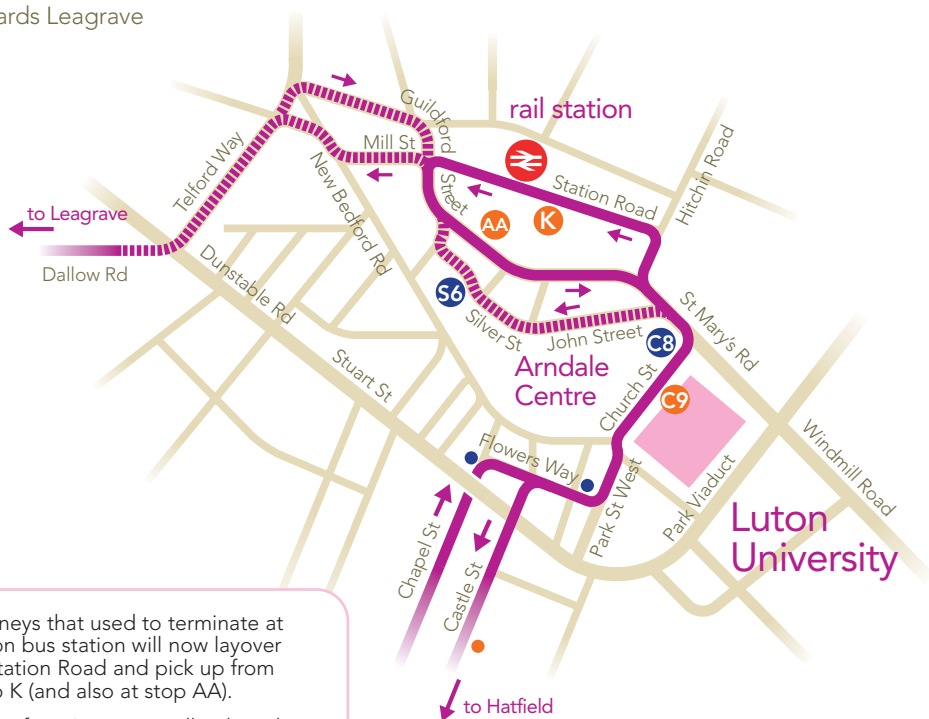 ards Leagrave
rail station
Guildford
Street
Mill St
Station Road
Hitchin Road
Telford Way
New Bedford Rd
to Leagrave
Dallow Rd
AA
K
Dunstable Rd
S6
Silver St
John Street
C8
St Mary's Rd
Arndale
Centre
Stuart St
Church St
C9
Flowers Way
Windmill Road
Park St West
Park Viaduct
Luton
University
Chapel St
Castle St
to Hatfield
neys that used to terminate at
on bus station will now layover
tation Road and pick up from
o K (and also at stop AA).